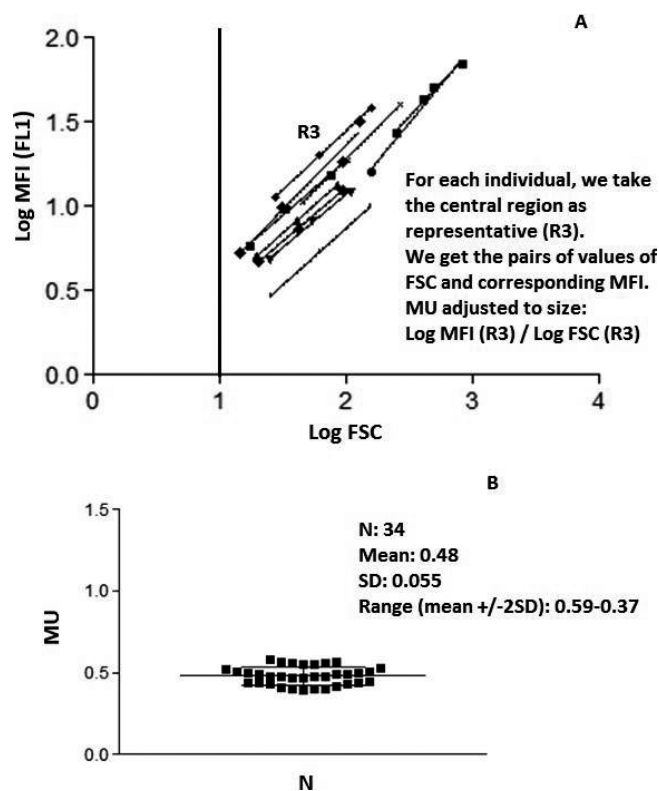 A
2.0
1.5
1.0
0.5
0.0
Log MFI (FL1)
R3
For each individual, we take
the central region as
representative (R3).
We get the pairs of values of
FSC and corresponding MFI.
MU adjusted to size:
Log MFI (R3) / Log FSC (R3)
0 1 2 3 4
Log FSC
B
1.5
1.0
0.5
0.0
MU
N: 34
Mean: 0.48
SD: 0.055
Range (mean +/-2SD): 0.59-0.37
N